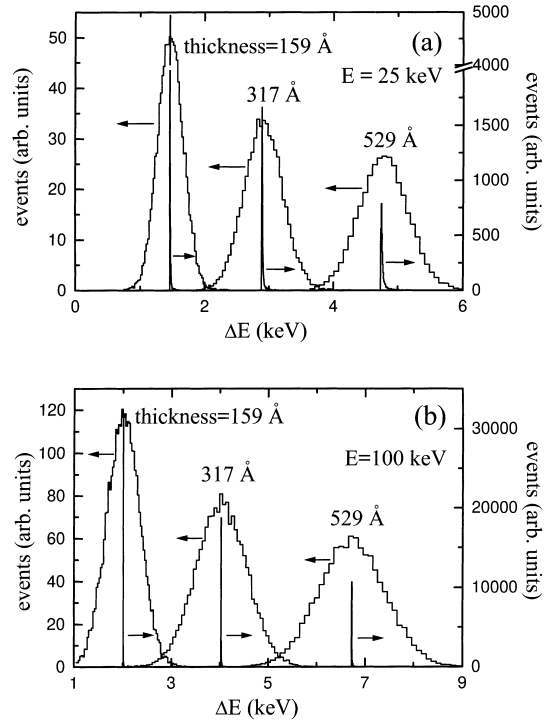 5000
50
(a)
thickness=159 Å
4000
E = 25 keV
40
317 Å
events (arb. units)
30
529 Å
1500
20
1000
10
500
0
0
0
2
4
6
ΔE (keV)
events (arb. units)
120
thickness=159 Å
(b)
30000
100
E=100 keV
317 Å
80
529 Å
20000
60
40
10000
20
0
0
1
3
5
7
9
ΔE (keV)
events (arb. units)
events (arb. units)